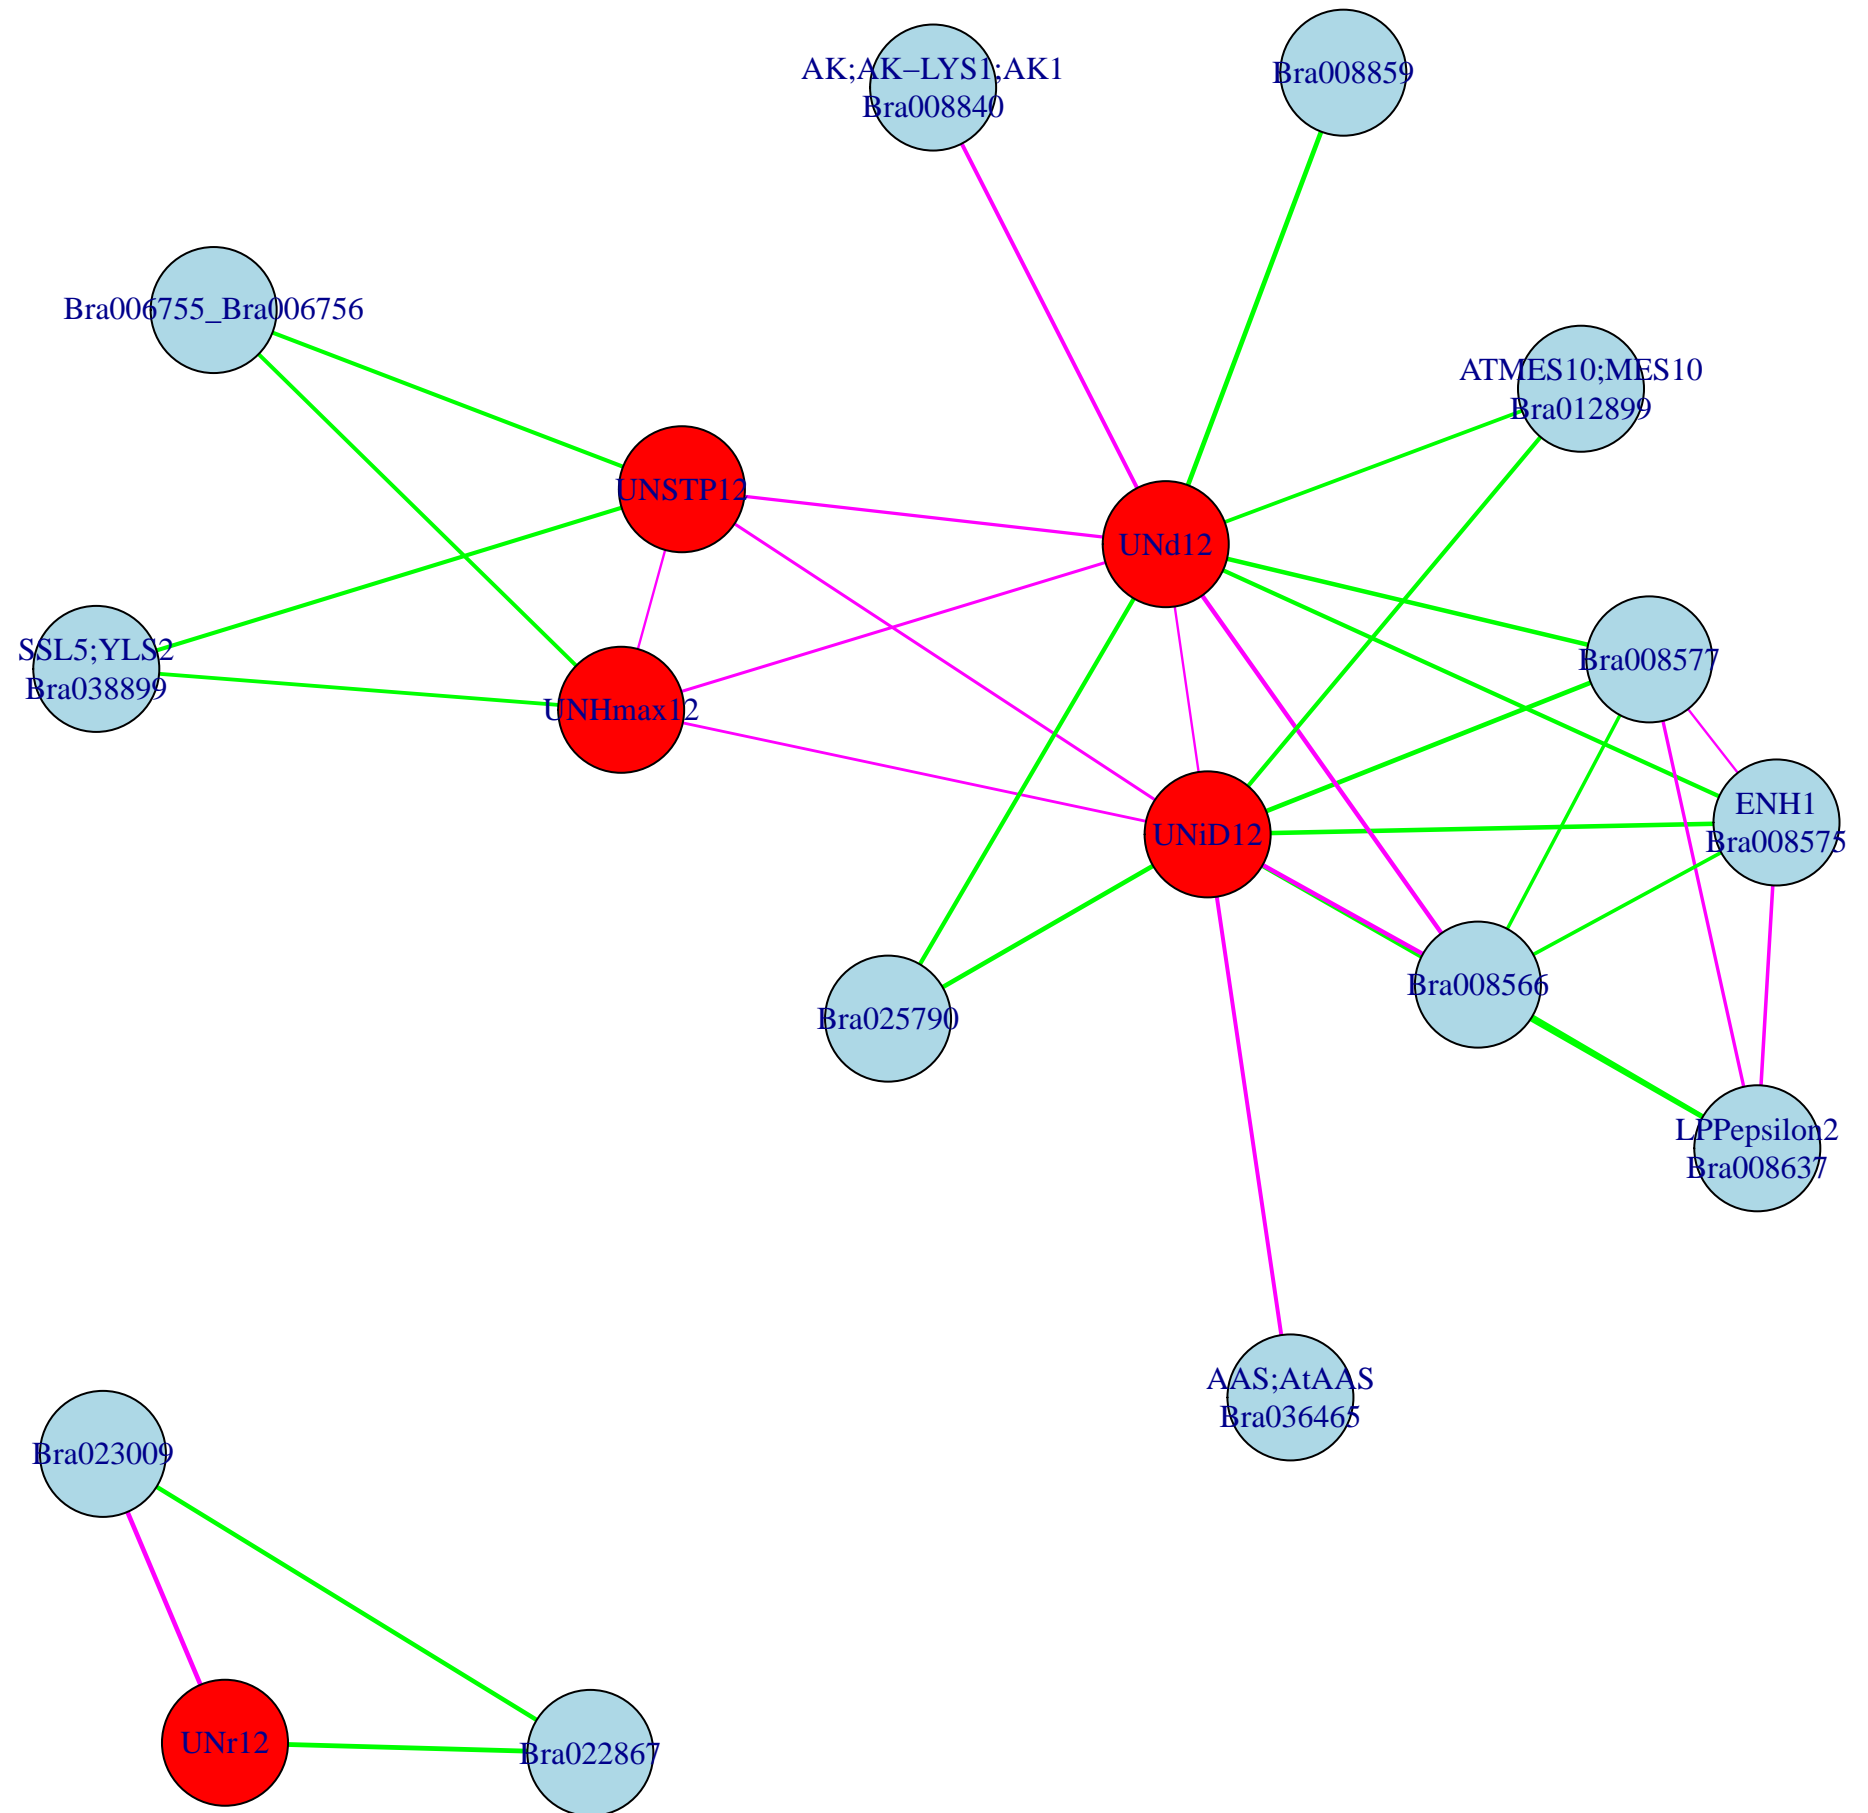 AK;AK−LYS1;AK1
Bra008840
Bra008859
Bra006755_Bra006756
ATMES10;MES10
Bra012899
UNSTP12
UNd12
SSL5;YLS2
Bra038899
Bra008577
UNHmax12
ENH1
Bra008575
UNiD12
Bra008566
Bra025790
LPPepsilon2
Bra008637
AAS;AtAAS
Bra036465
Bra023009
UNr12
Bra022867